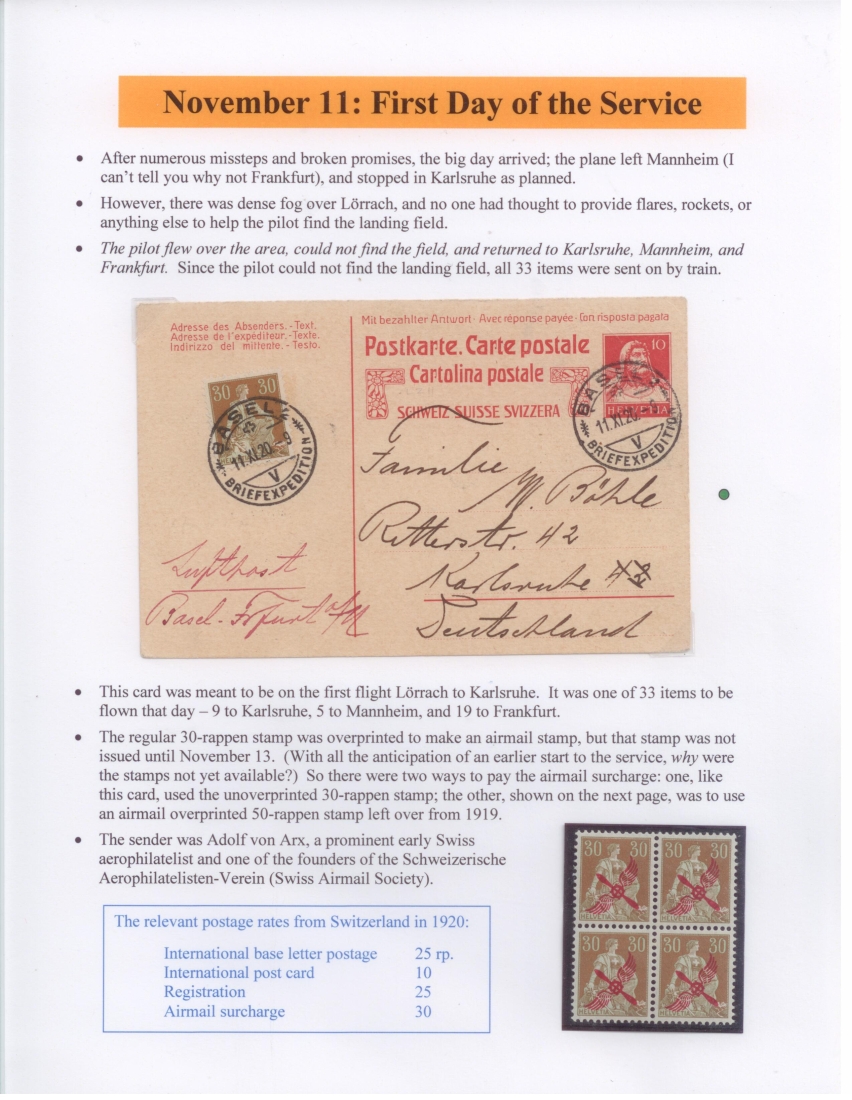 November 11: First Day of the Service
• After numerous missteps and broken promises, the big day arrived; the plane left Mannheim (I
can't tell you why not Frankfurt), and stopped in Karlsruhe as planned.
• However, there was dense fog over Lörrach, and no one had thought to provide flares, rockets, or
anything else to help the pilot find the landing field.
• The pilot flew over the area, could not find the field, and returned to Karlsruhe, Mannheim, and
Frankfurt. Since the pilot could not find the landing field, all 33 items were sent on by train.
Adresse des Absenders.-Text.
Adresse de l'expéditeur.-Texte.
Indirizzo del mittente.-Testo.
Mit bezahlter Antwort · Avec réponse payée · Con risposta pagata
Postkarte. Carte postale
Cartolina postale
SCHWEIZ SUISSE SVIZZERA
10
HELVETIA
30 30
BASEL
11.XI.20.-9
V
BRIEFEXPEDITION
BASEL
11.XI.20.-9
V
BRIEFEXPEDITION
Familie
W. Böhle
Ritterstr. 42
Karlsruhe
Deutschland
Luftpost
Basel-Frfurt a/M
• This card was meant to be on the first flight Lörrach to Karlsruhe. It was one of 33 items to be
flown that day – 9 to Karlsruhe, 5 to Mannheim, and 19 to Frankfurt.
• The regular 30-rappen stamp was overprinted to make an airmail stamp, but that stamp was not
issued until November 13. (With all the anticipation of an earlier start to the service, why were
the stamps not yet available?) So there were two ways to pay the airmail surcharge: one, like
this card, used the unoverprinted 30-rappen stamp; the other, shown on the next page, was to use
an airmail overprinted 50-rappen stamp left over from 1919.
• The sender was Adolf von Arx, a prominent early Swiss
aerophilatelist and one of the founders of the Schweizerische
Aerophilatelisten-Verein (Swiss Airmail Society).
The relevant postage rates from Switzerland in 1920:
International base letter postage 25 rp.
International post card 10
Registration 25
Airmail surcharge 30
30 30 30 30
HELVETIA HELVETIA
30 30 30 30
HELVETIA HELVETIA